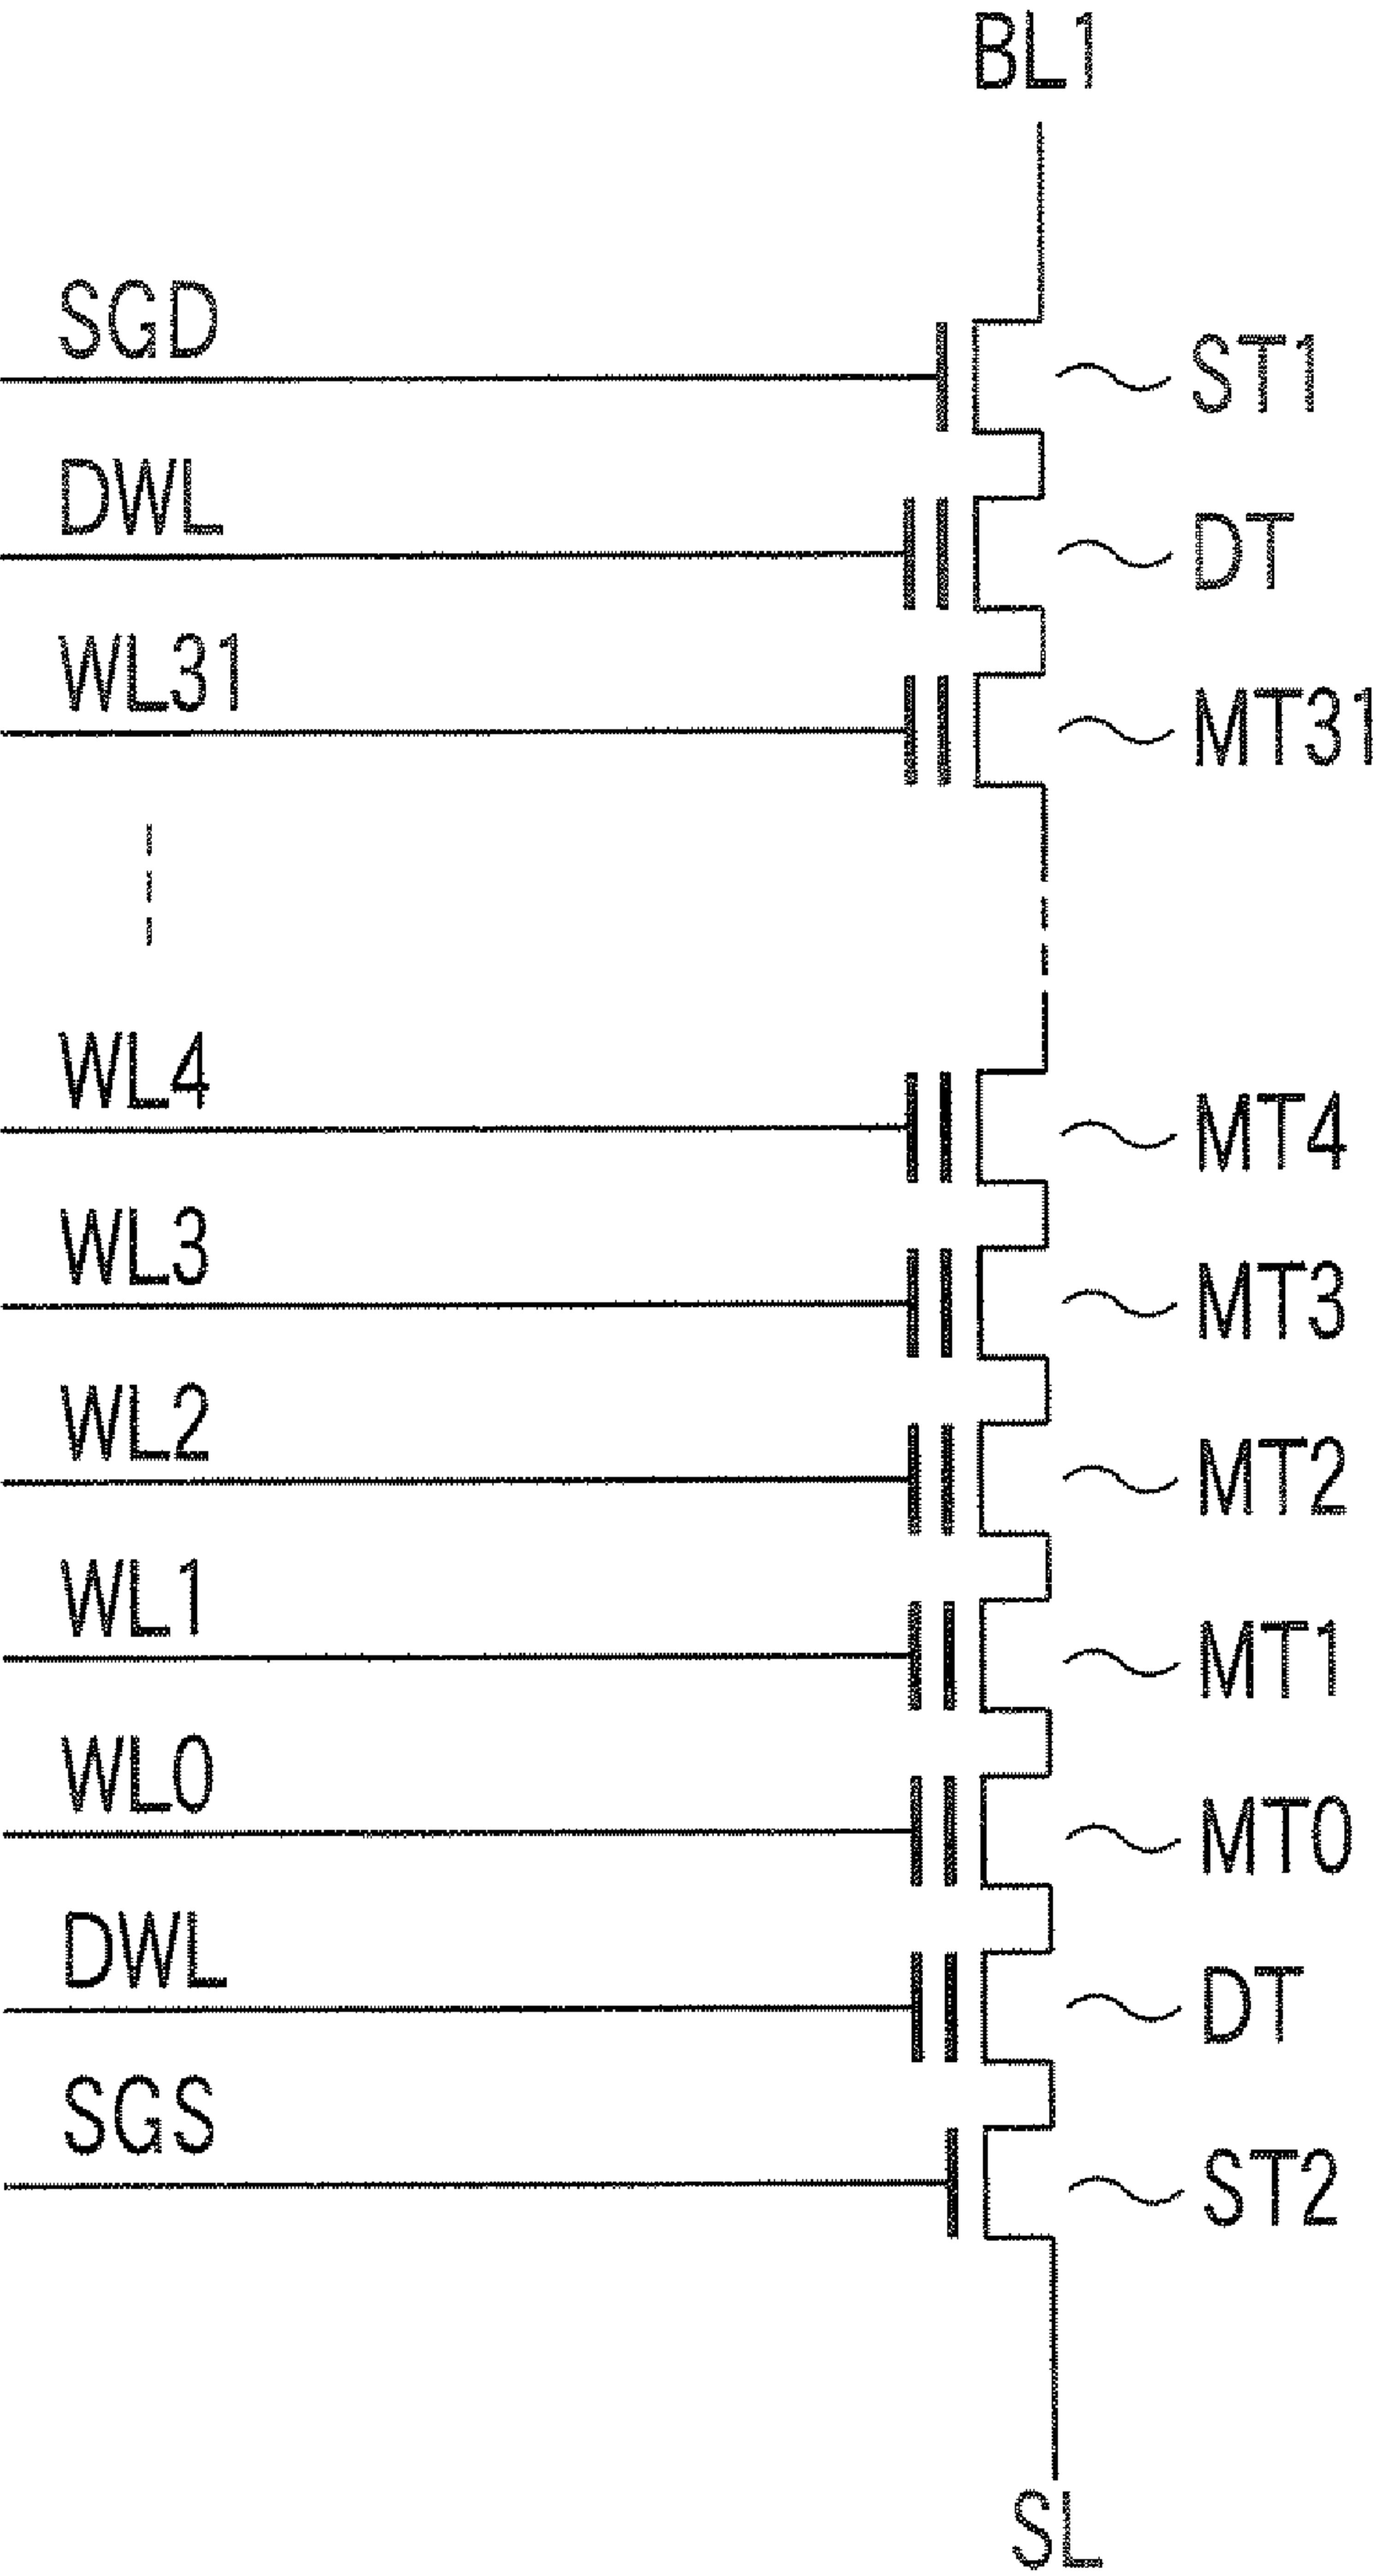 BL1
SGD ST1
DWL DT
WL31 MT31
WL4 MT4
WL3 MT3
WL2 MT2
WL1 MT1
WL0 MT0
DWL DT
SGS ST2
SL